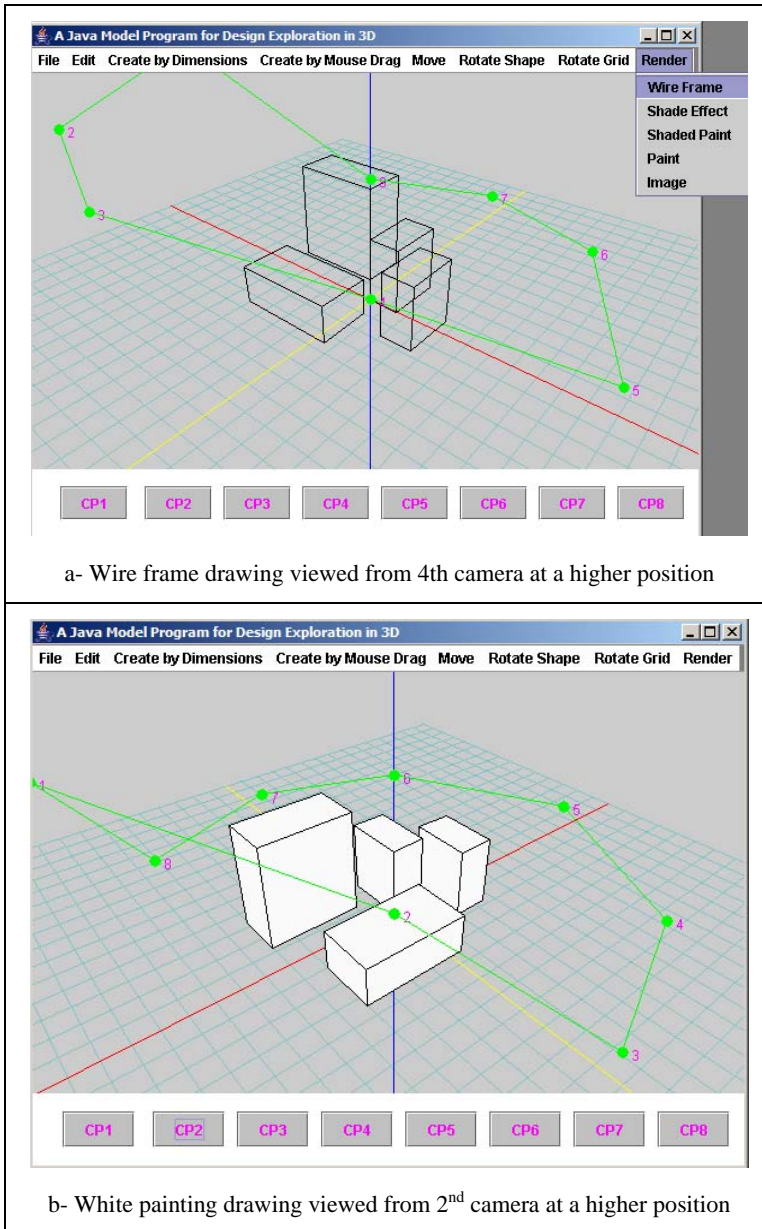 A Java Model Program for Design Exploration in 3D
File Edit Create by Dimensions Create by Mouse Drag Move Rotate Shape Rotate Grid Render
Wire Frame
Shade Effect
Shaded Paint
Paint
Image
2
3
8
7
6
4
5
CP1 CP2 CP3 CP4 CP5 CP6 CP7 CP8
a- Wire frame drawing viewed from 4th camera at a higher position
A Java Model Program for Design Exploration in 3D
File Edit Create by Dimensions Create by Mouse Drag Move Rotate Shape Rotate Grid Render
1
7
6
5
8
2
4
3
CP1 CP2 CP3 CP4 CP5 CP6 CP7 CP8
b- White painting drawing viewed from 2nd camera at a higher position